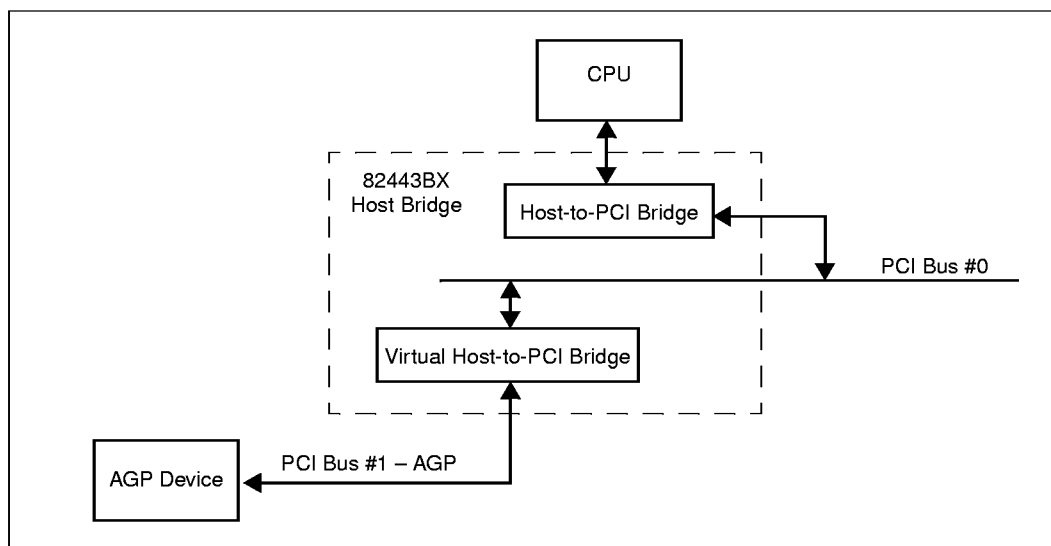 CPU
82443BX
Host Bridge
Host-to-PCI Bridge
PCI Bus #0
Virtual Host-to-PCI Bridge
PCI Bus #1 – AGP
AGP Device